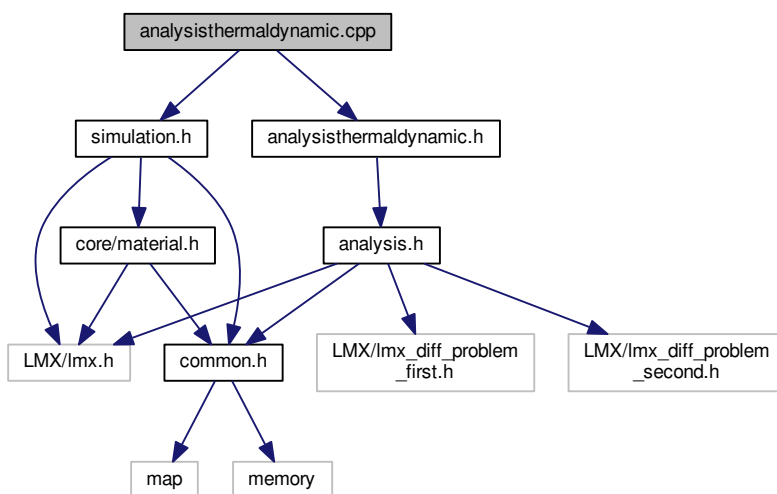 analysisthermaldynamic.cpp
simulation.h
analysisthermaldynamic.h
core/material.h
analysis.h
LMX/lmx.h
common.h
LMX/lmx_diff_problem
_first.h
LMX/lmx_diff_problem
_second.h
map
memory